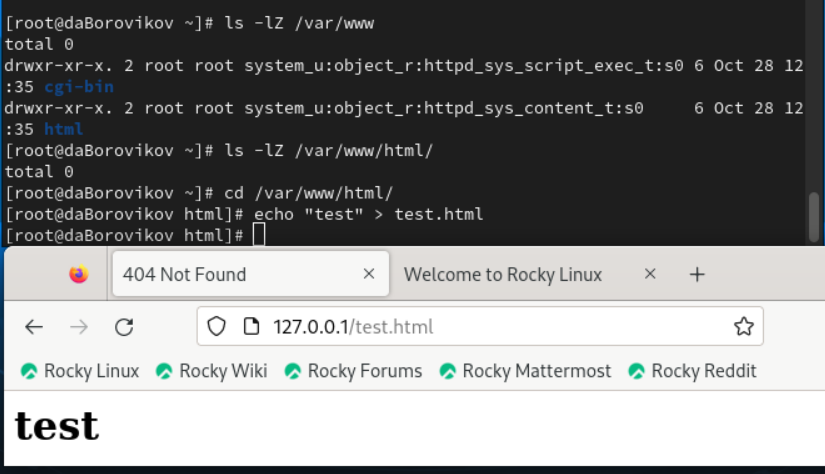 [root@daBorovikov ~]# ls -lZ /var/www
total 0
drwxr-xr-x. 2 root root system_u:object_r:httpd_sys_script_exec_t:s0 6 Oct 28 12
:35 cgi-bin
drwxr-xr-x. 2 root root system_u:object_r:httpd_sys_content_t:s0     6 Oct 28 12
:35 html
[root@daBorovikov ~]# ls -lZ /var/www/html/
total 0
[root@daBorovikov ~]# cd /var/www/html/
[root@daBorovikov html]# echo "test" > test.html
[root@daBorovikov html]#
404 Not Found × Welcome to Rocky Linux × +
127.0.0.1/test.html
Rocky Linux Rocky Wiki Rocky Forums Rocky Mattermost Rocky Reddit
test